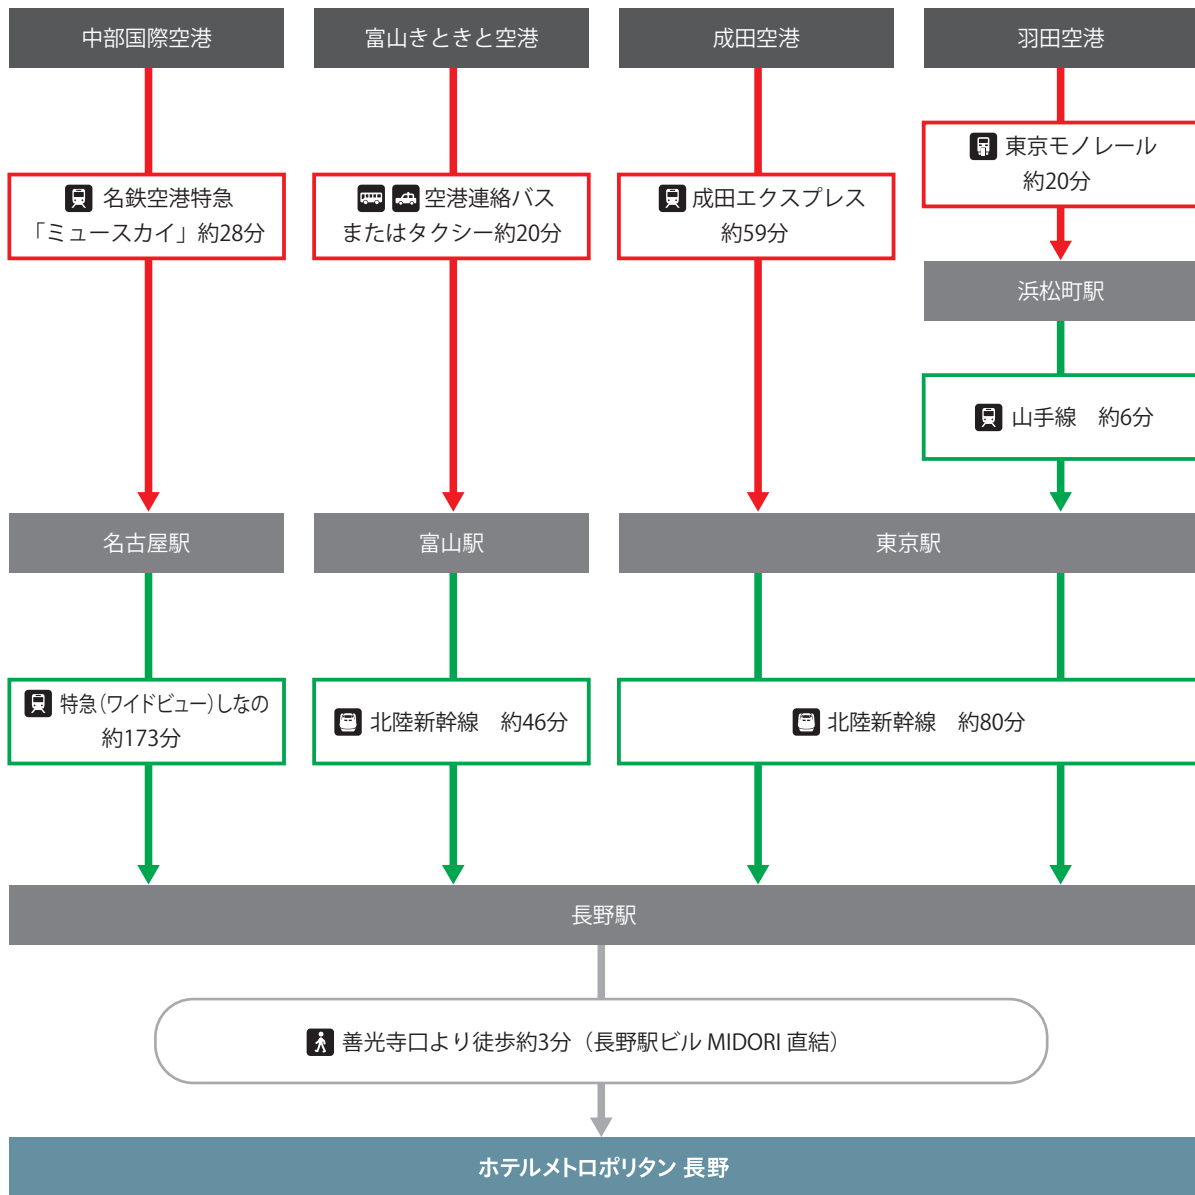 中部国際空港
富山きときと空港
成田空港
羽田空港
東京モノレール
約20分
名鉄空港特急
「ミュースカイ」約28分
空港連絡バス
またはタクシー約20分
成田エクスプレス
約59分
浜松町駅
山手線　約6分
名古屋駅
富山駅
東京駅
特急(ワイドビュー)しなの
約173分
北陸新幹線　約46分
北陸新幹線　約80分
長野駅
善光寺口より徒歩約3分（長野駅ビル MIDORI 直結）
ホテルメトロポリタン 長野